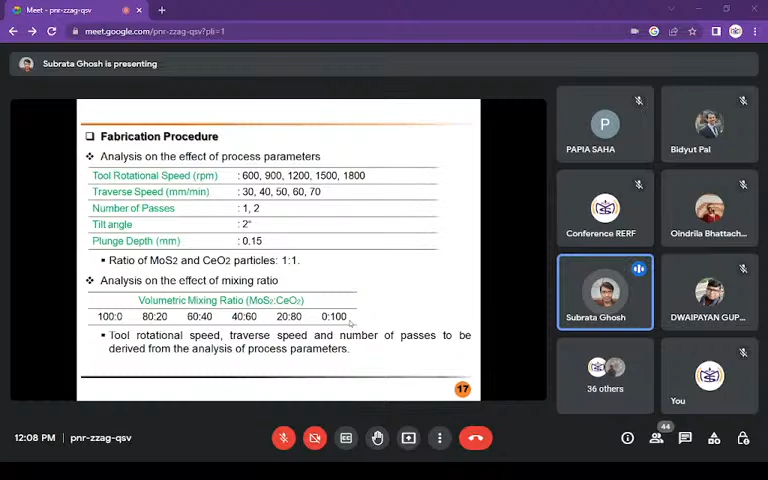 Meet - pnr-zzag-qsv
meet.google.com/pnr-zzag-qsv?pli=1
Subrata Ghosh is presenting
Fabrication Procedure
Analysis on the effect of process parameters
Tool Rotational Speed (rpm) : 600, 900, 1200, 1500, 1800
Traverse Speed (mm/min) : 30, 40, 50, 60, 70
Number of Passes : 1, 2
Tilt angle : 2°
Plunge Depth (mm) : 0.15
Ratio of MoS2 and CeO2 particles: 1:1.
Analysis on the effect of mixing ratio
Volumetric Mixing Ratio (MoS2:CeO2)
100:0 80:20 60:40 40:60 20:80 0:100
Tool rotational speed, traverse speed and number of passes to be
derived from the analysis of process parameters.
17
P
PAPIA SAHA
Bidyut Pal
Conference RERF
Oindrila Bhattach...
Subrata Ghosh
DWAIPAYAN GUP...
36 others
You
12:08 PM | pnr-zzag-qsv
44